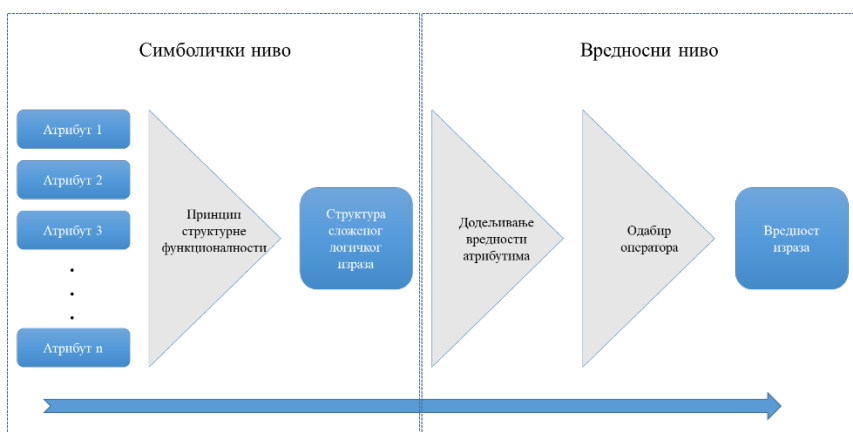 Симболички ниво
Вредносни ниво
Атрибут 1
Атрибут 2
Атрибут 3
.
.
.
Атрибут n
Принцип
структурне
функционалности
Структура
сложеног
логичког
израза
Додељивање
вредности
атрибутима
Одабир
оператора
Вредност
израза